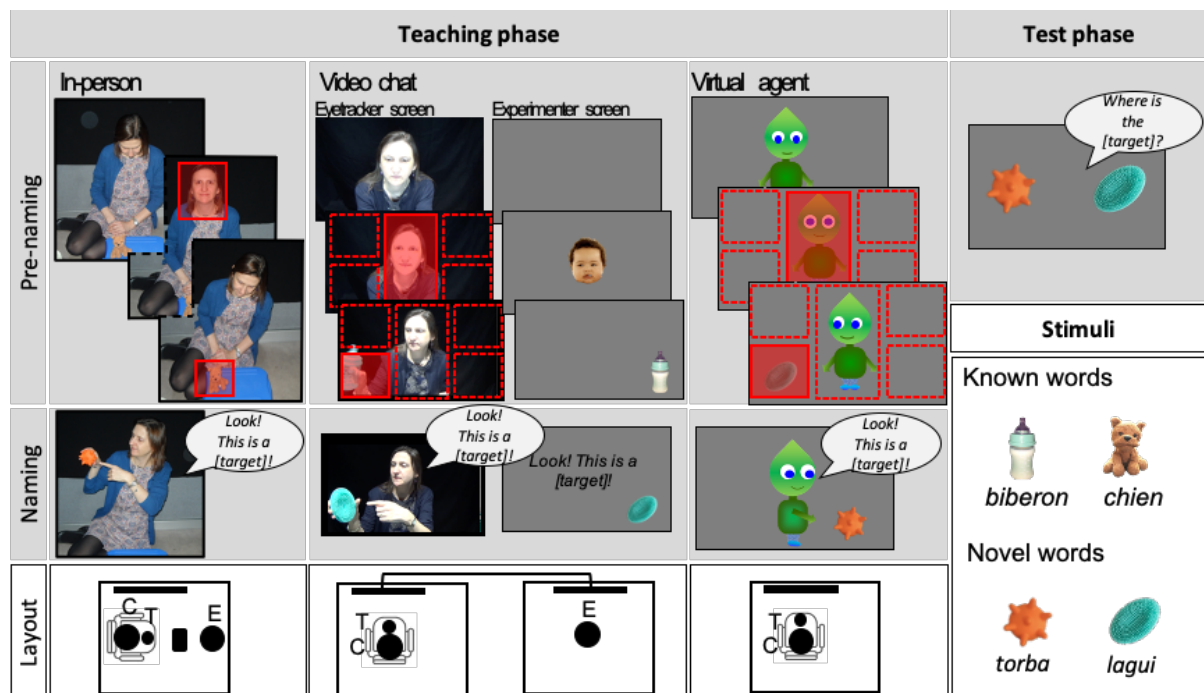 Teaching phase
Test phase
Pre-naming
In-person
Video chat
Eyetracker screen
Experimenter screen
Virtual agent
Where is
the
[target]?
Stimuli
Known words
biberon
chien
Novel words
torba
lagui
Naming
Look!
This is a
[target]!
Look!
This is a
[target]!
Look! This is a
[target]!
Look!
This is a
[target]!
Layout
C
T
E
T
C
E
T
C